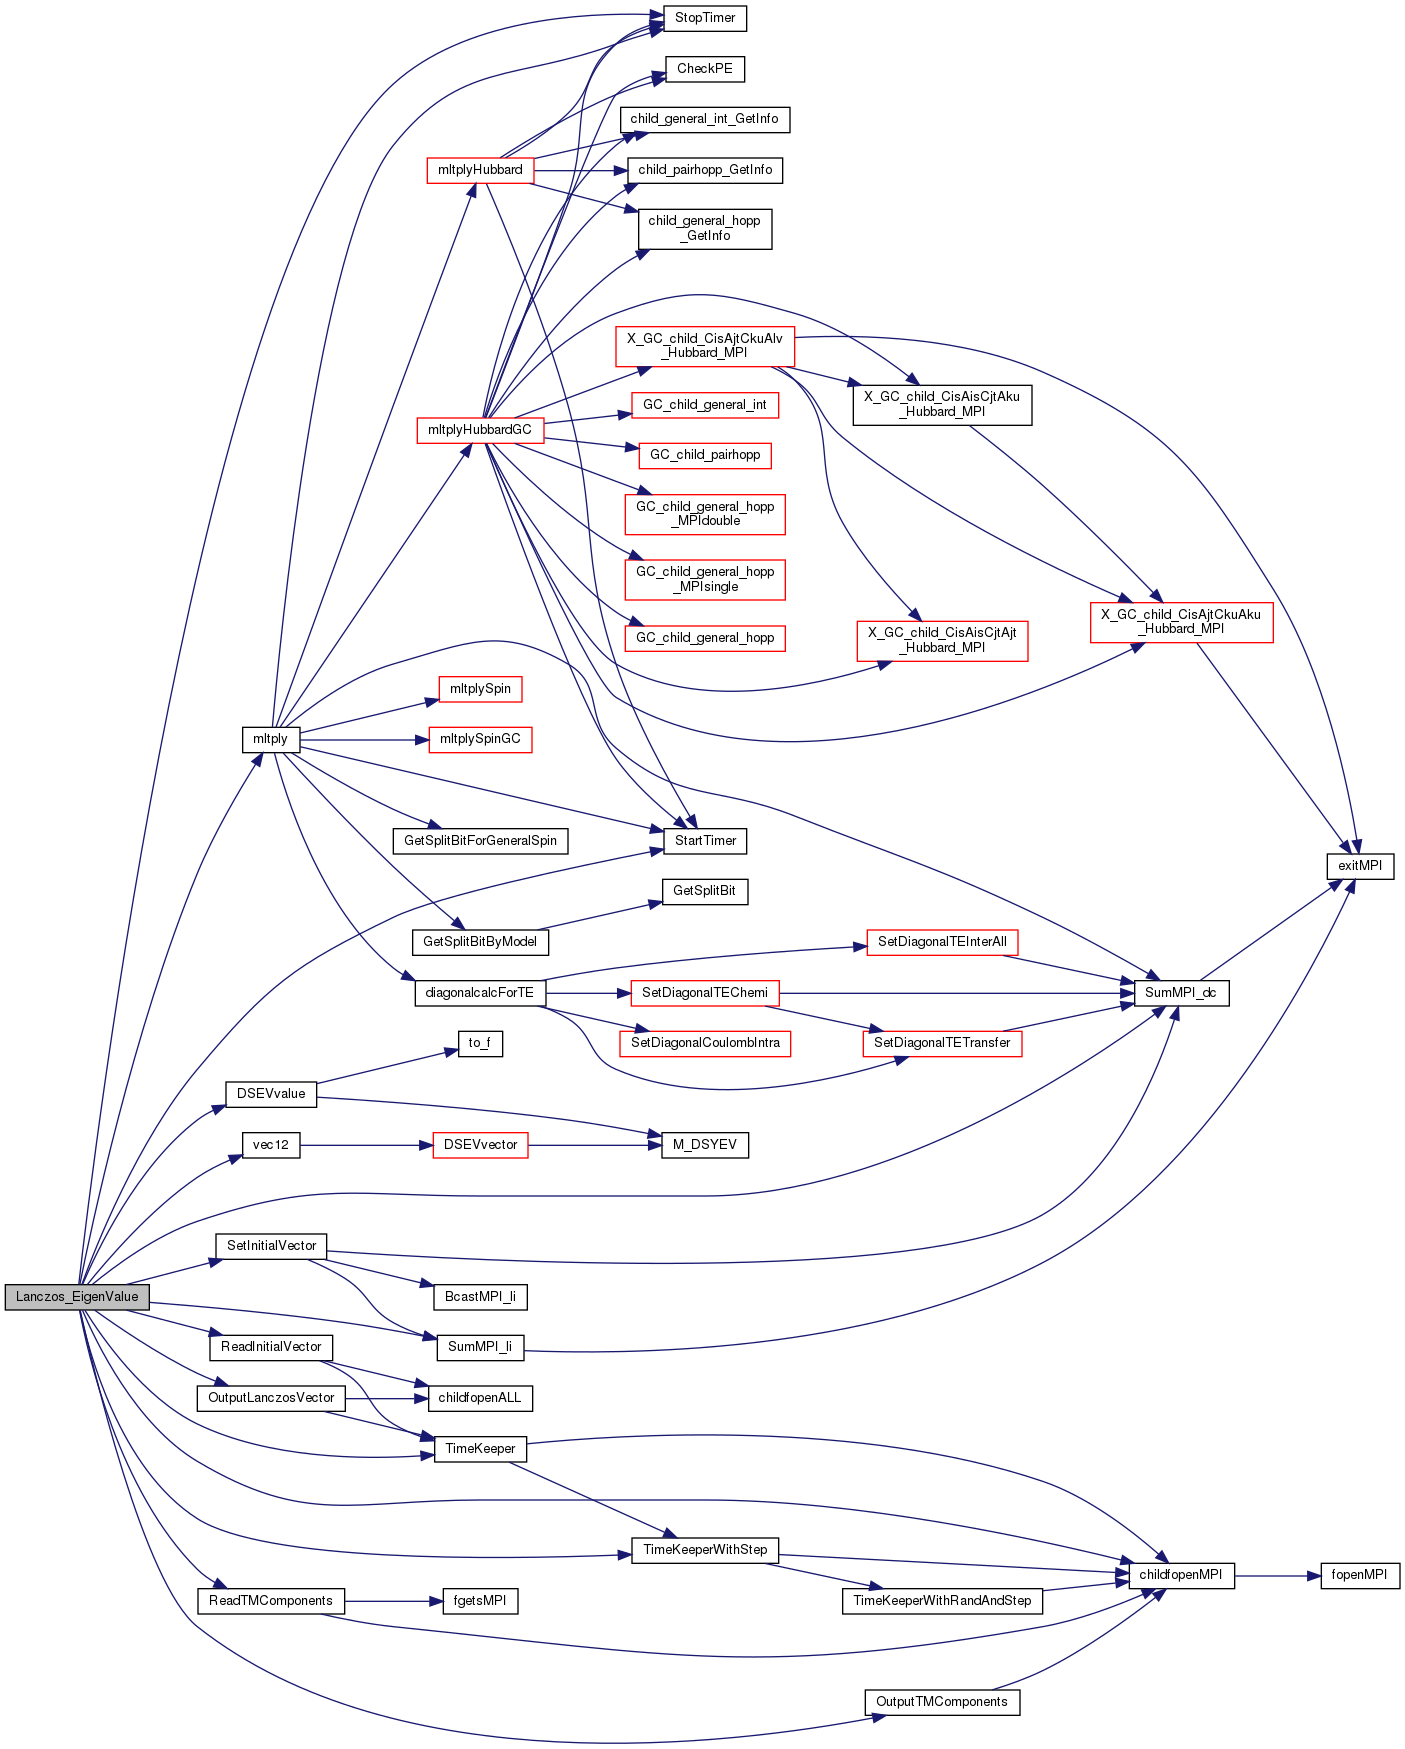 StopTimer
CheckPE
child_general_int_GetInfo
mltplyHubbard
child_pairhopp_GetInfo
child_general_hopp
_GetInfo
X_GC_child_CisAjtCkuAlv
_Hubbard_MPI
X_GC_child_CisAisCjtAku
_Hubbard_MPI
GC_child_general_int
mltplyHubbardGC
GC_child_pairhopp
GC_child_general_hopp
_MPIdouble
GC_child_general_hopp
_MPIsingle
X_GC_child_CisAjtCkuAku
_Hubbard_MPI
GC_child_general_hopp
X_GC_child_CisAisCjtAjt
_Hubbard_MPI
mltplySpin
mltply
mltplySpinGC
GetSplitBitForGeneralSpin
StartTimer
exitMPI
GetSplitBit
GetSplitBitByModel
SetDiagonalTEInterAll
diagonalcalcForTE
SetDiagonalTEChemi
SumMPI_dc
to_f
SetDiagonalCoulombIntra
SetDiagonalTETransfer
DSEVvalue
vec12
DSEVvector
M_DSYEV
SetInitialVector
Lanczos_EigenValue
BcastMPI_li
ReadInitialVector
SumMPI_li
OutputLanczosVector
childfopenALL
TimeKeeper
TimeKeeperWithStep
childfopenMPI
fopenMPI
ReadTMComponents
fgetsMPI
TimeKeeperWithRandAndStep
OutputTMComponents